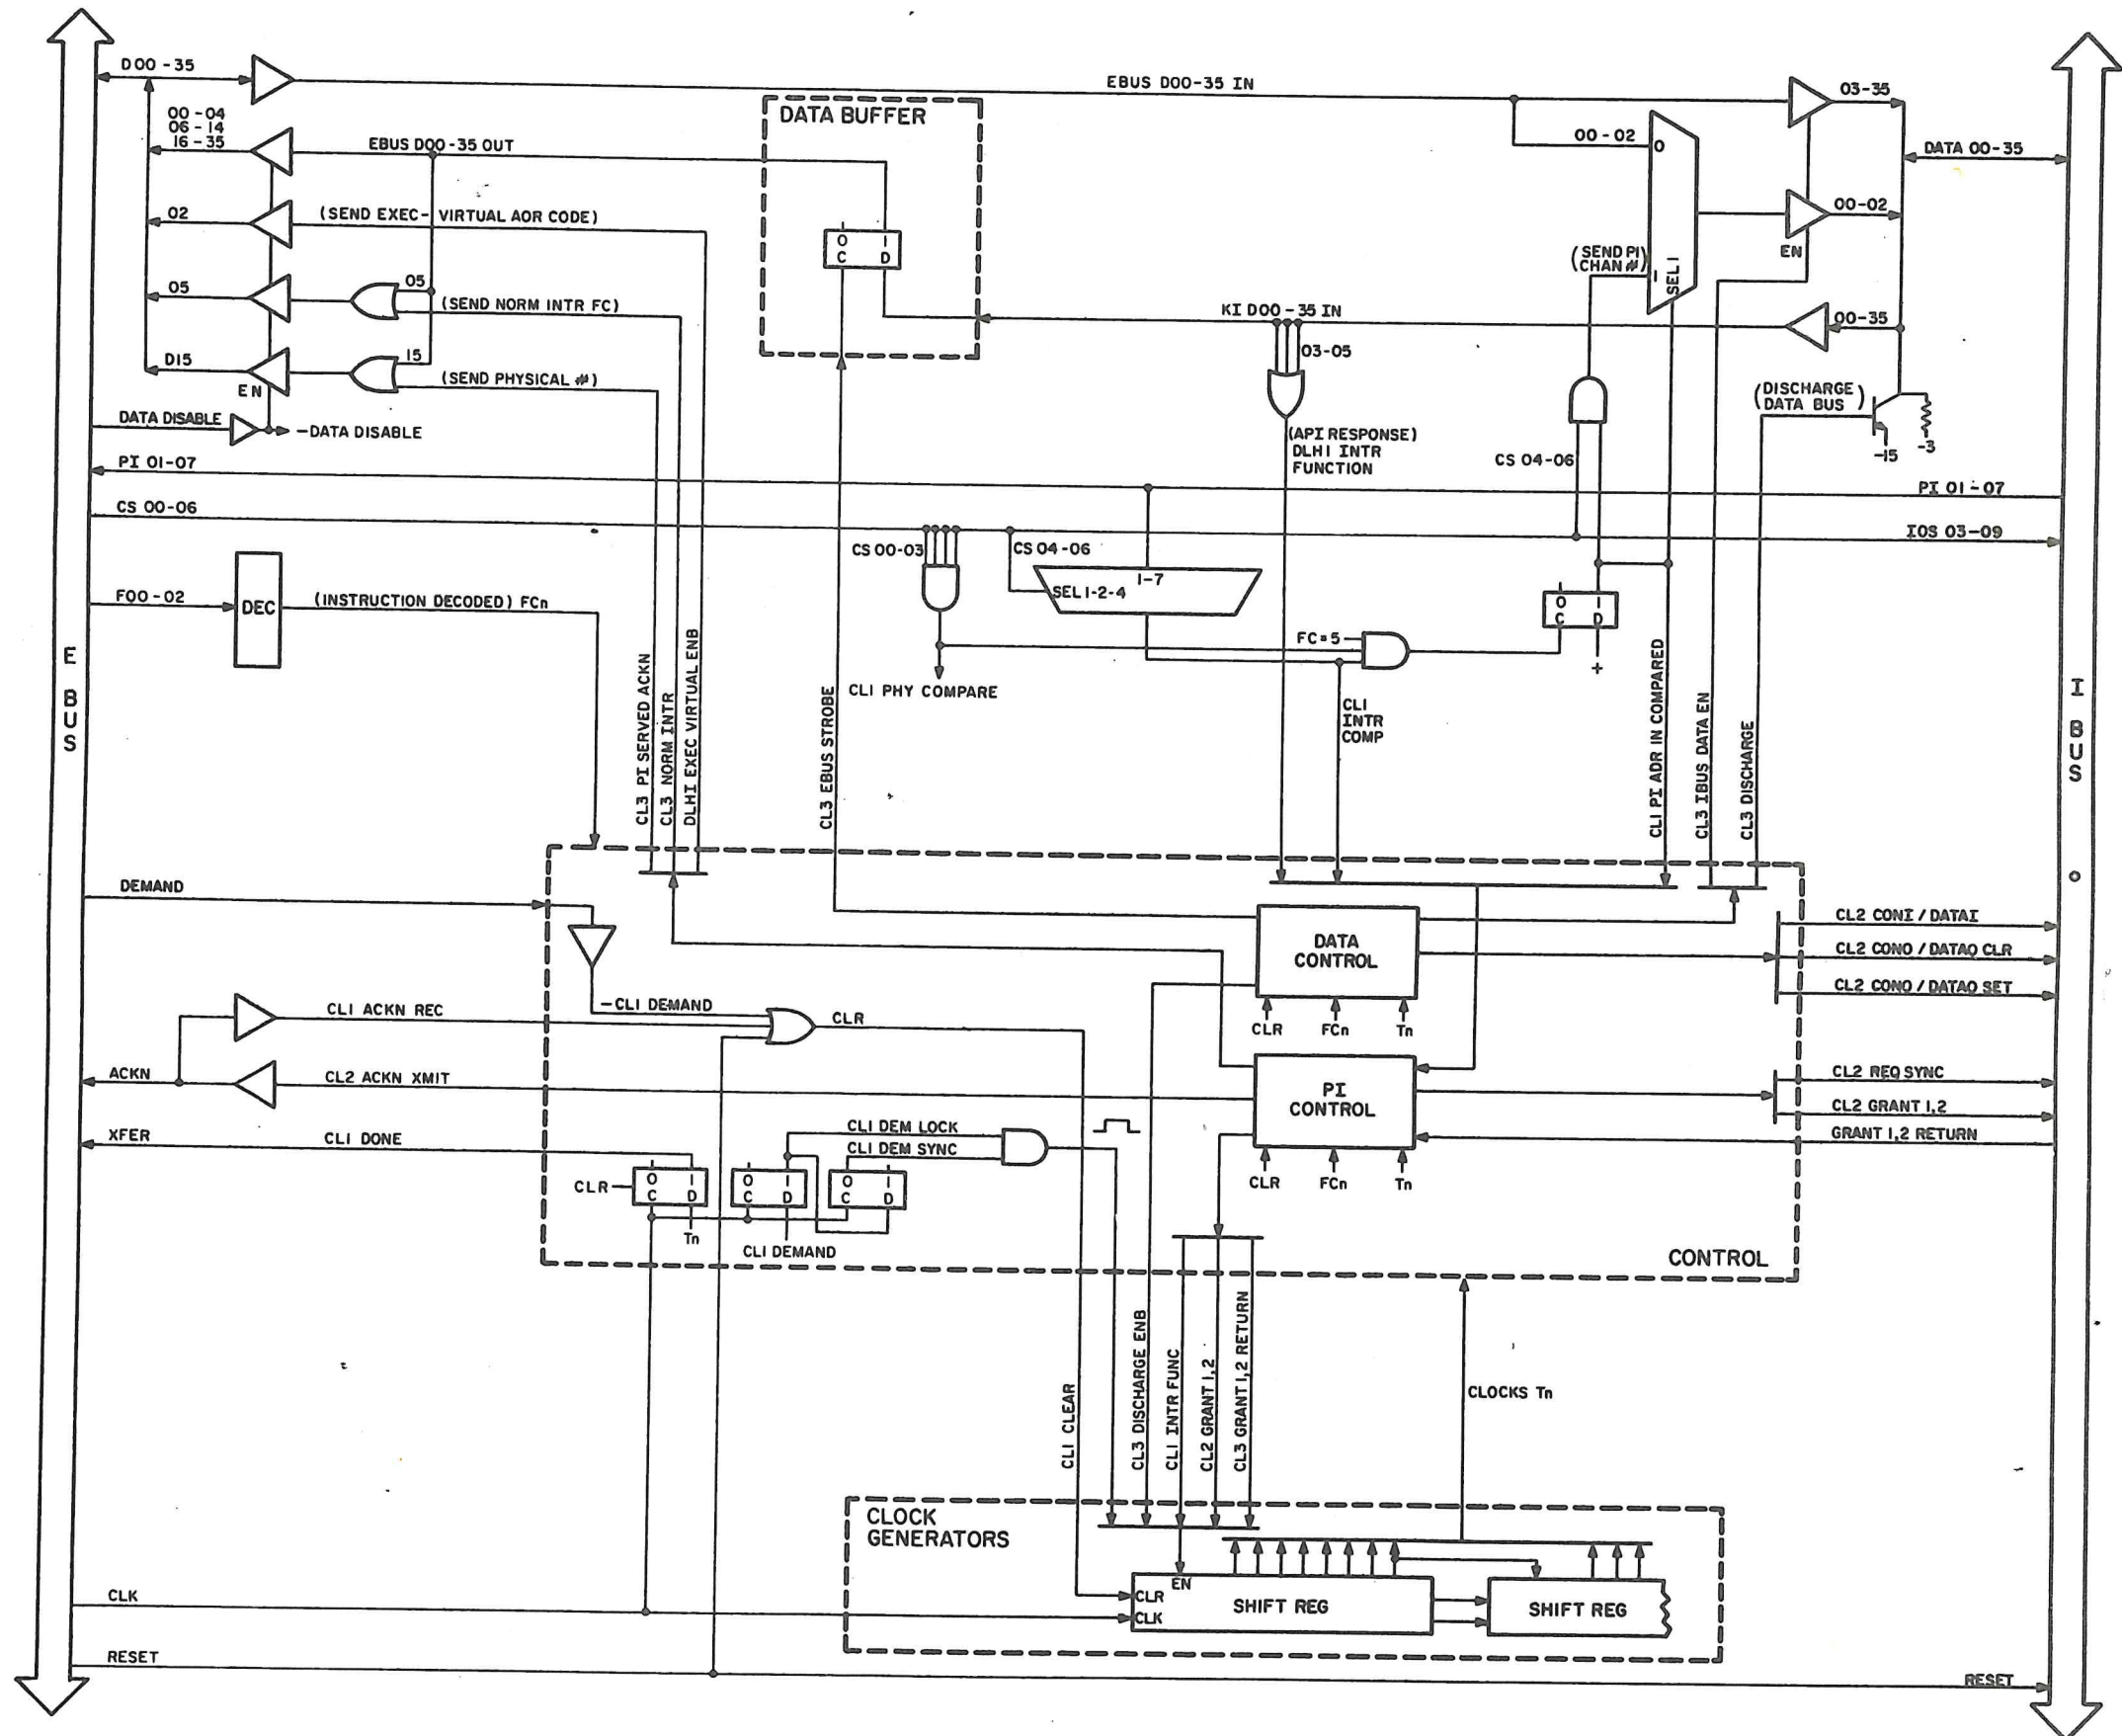 D00-35
EBUS D00-35 IN
03-35
DATA BUFFER
00-04
06-14
16-35
EBUS D00-35 OUT
00-02
0
DATA 00-35
02
(SEND EXEC-VIRTUAL ADR CODE)
00-02
EN
O I
C D
(SEND PI
CHAN #)
I
SEL I
05
05
(SEND NORM INTR FC)
KI D00-35 IN
00-35
03-05
D15
15
(SEND PHYSICAL #)
EN
(DISCHARGE
DATA BUS)
-15
-3
DATA DISABLE
-DATA DISABLE
(API RESPONSE)
DLHI INTR
FUNCTION
CS 04-06
PI 01-07
PI 01-07
CS 00-06
IOS 03-09
CS 00-03
CS 04-06
1-7
SEL 1-2-4
F00-02
DEC
(INSTRUCTION DECODED) FCn
O I
C D
+
FC=5
CLI PHY COMPARE
CLI
INTR
COMP
E
BUS
I
BUS
CL3 PI SERVED ACKN
CL3 NORM INTR
DLHI EXEC VIRTUAL ENB
CL3 EBUS STROBE
CLI PI ADR IN COMPARED
CL3 IBUS DATA EN
CL3 DISCHARGE
DEMAND
DATA
CONTROL
CL2 CONI / DATAI
CL2 CONO / DATAO CLR
CL2 CONO / DATAO SET
-CLI DEMAND
CLI ACKN REC
CLR
CLR
FCn
Tn
ACKN
CL2 ACKN XMIT
PI
CONTROL
CL2 REQ SYNC
CL2 GRANT 1,2
GRANT 1,2 RETURN
XFER
CLI DONE
CLI DEM LOCK
CLI DEM SYNC
CLR
O I
C D
O I
C D
O I
C D
CLR
FCn
Tn
Tn
CLI DEMAND
CONTROL
CLI CLEAR
CL3 DISCHARGE ENB
CLI INTR FUNC
CL2 GRANT 1,2
CL3 GRANT 1,2 RETURN
CLOCKS Tn
CLOCK
GENERATORS
EN
CLR
CLK
SHIFT REG
SHIFT REG
CLK
RESET
RESET